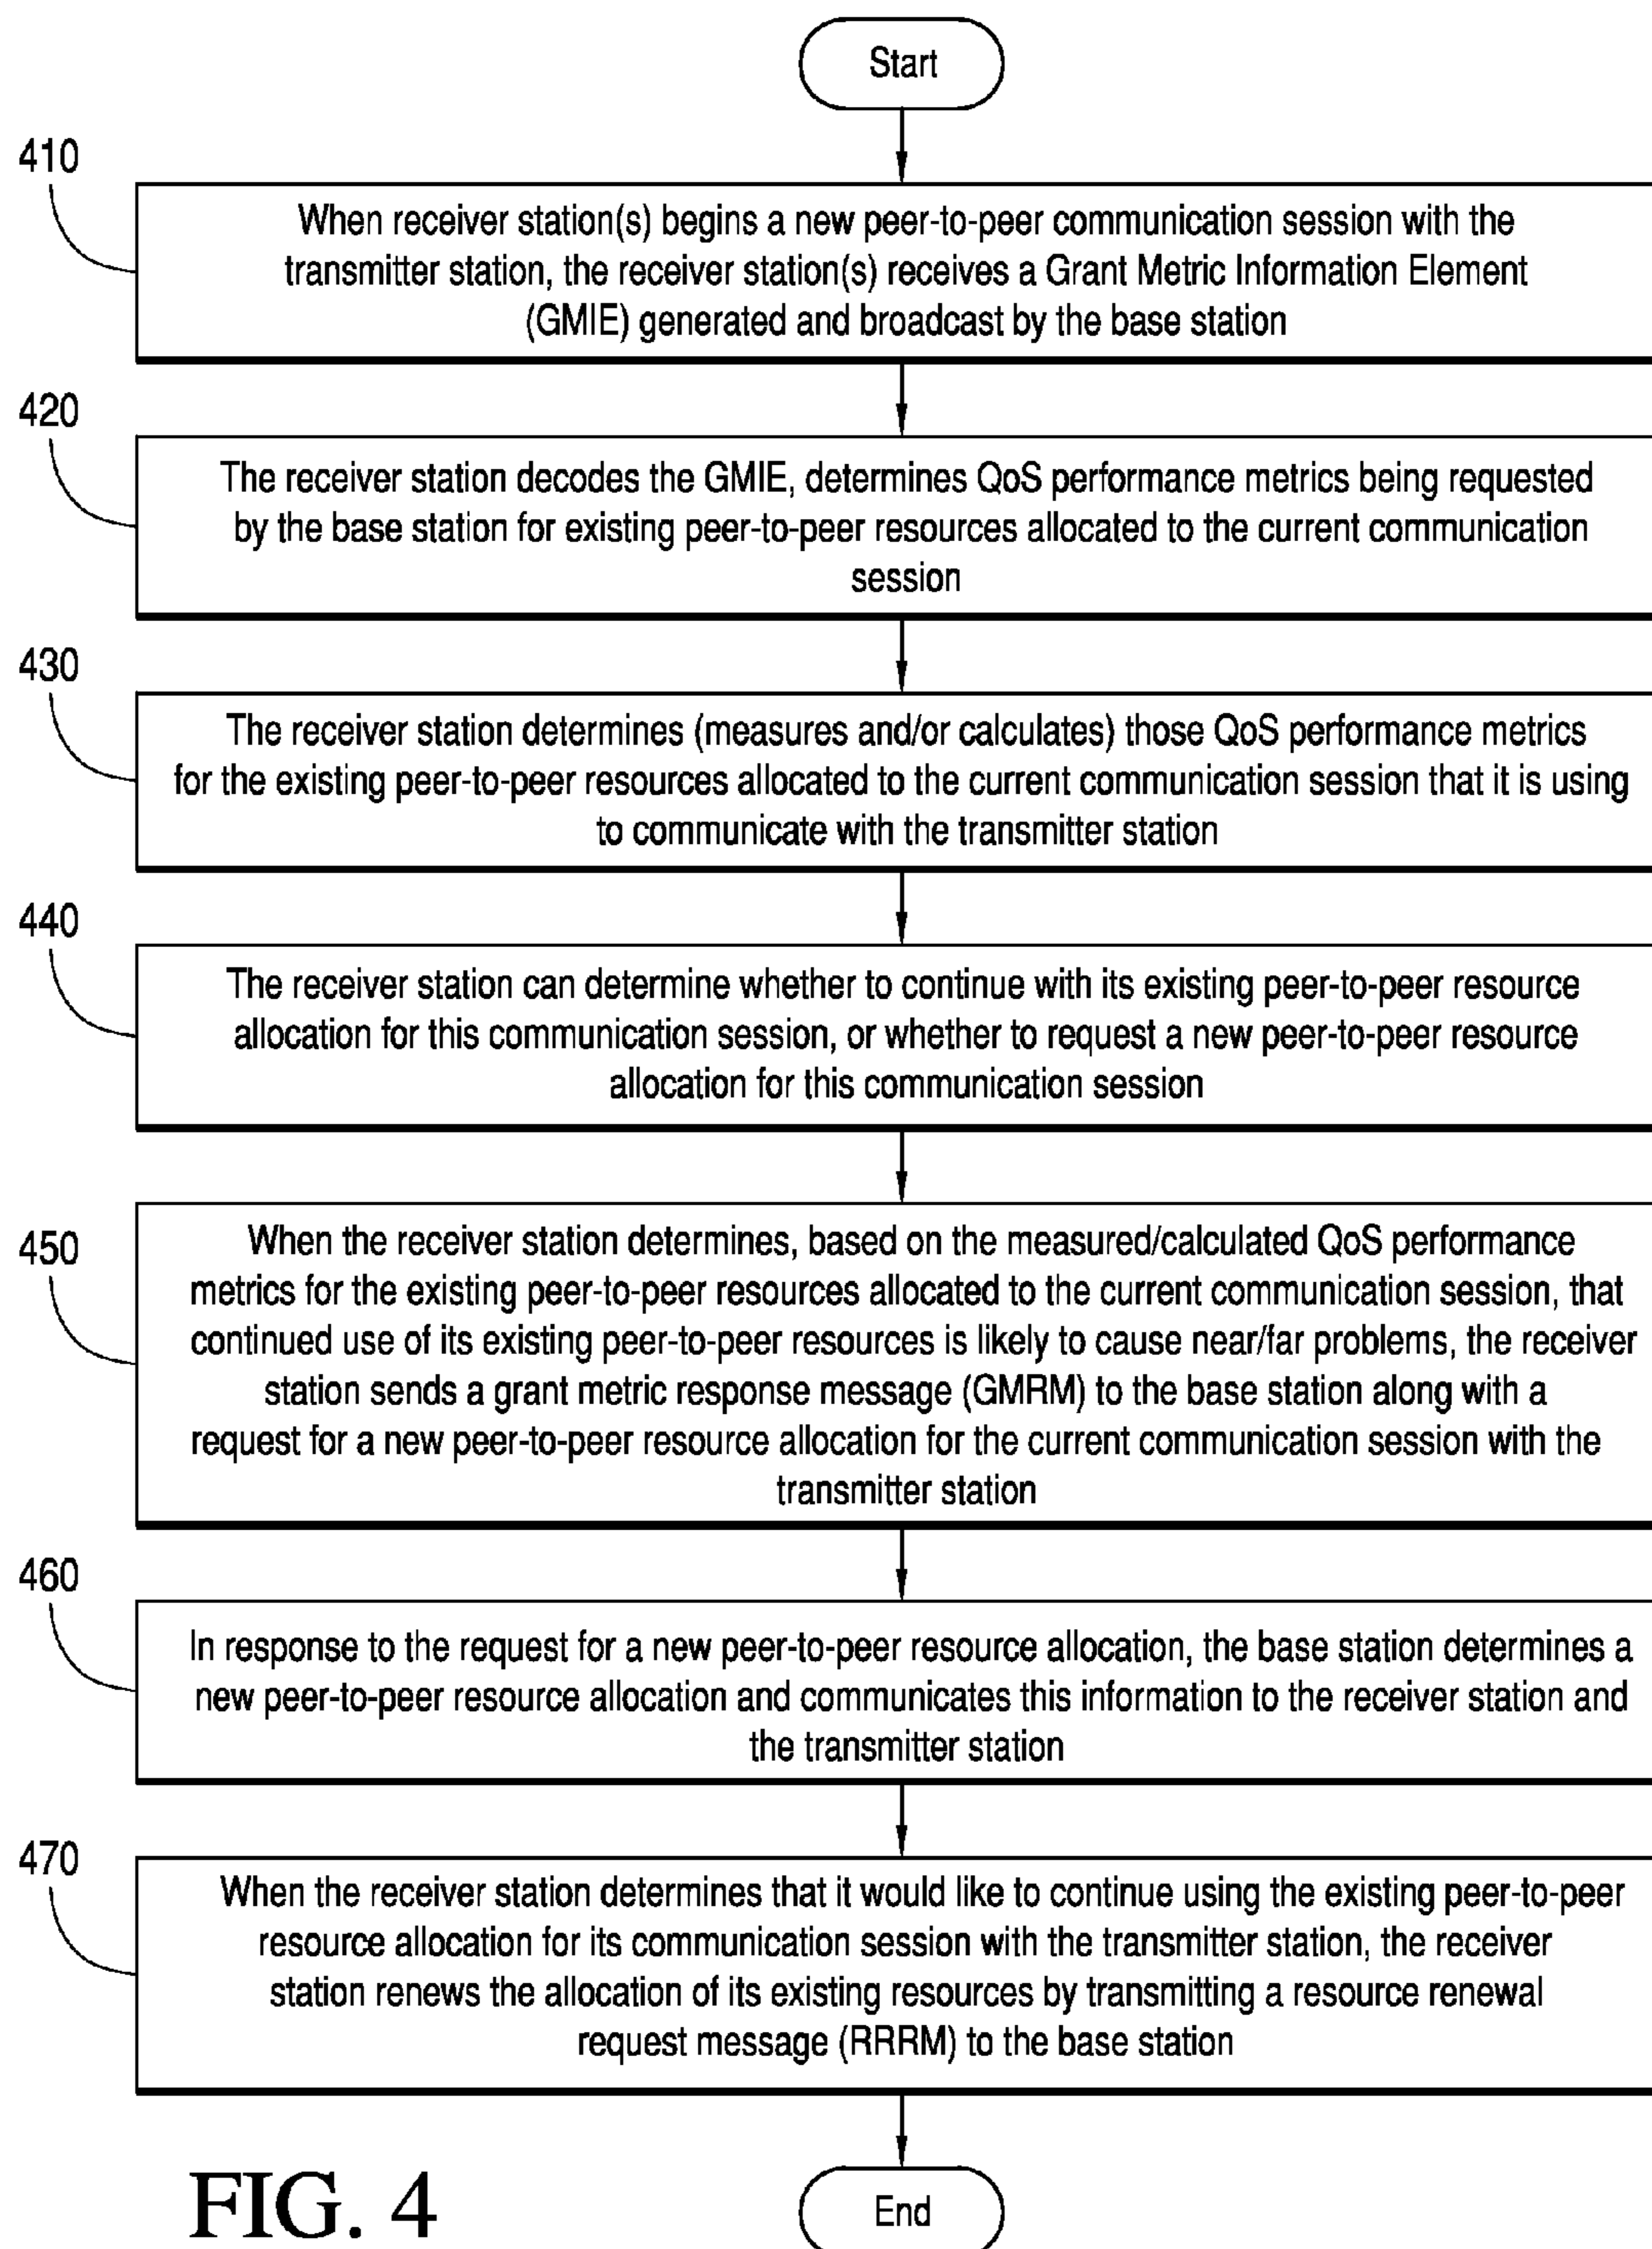 Start
410
When receiver station(s) begins a new peer-to-peer communication session with the
transmitter station, the receiver station(s) receives a Grant Metric Information Element
(GMIE) generated and broadcast by the base station
420
The receiver station decodes the GMIE, determines QoS performance metrics being requested
by the base station for existing peer-to-peer resources allocated to the current communication
session
430
The receiver station determines (measures and/or calculates) those QoS performance metrics
for the existing peer-to-peer resources allocated to the current communication session that it is using
to communicate with the transmitter station
440
The receiver station can determine whether to continue with its existing peer-to-peer resource
allocation for this communication session, or whether to request a new peer-to-peer resource
allocation for this communication session
450
When the receiver station determines, based on the measured/calculated QoS performance
metrics for the existing peer-to-peer resources allocated to the current communication session, that
continued use of its existing peer-to-peer resources is likely to cause near/far problems, the receiver
station sends a grant metric response message (GMRM) to the base station along with a
request for a new peer-to-peer resource allocation for the current communication session with the
transmitter station
460
In response to the request for a new peer-to-peer resource allocation, the base station determines a
new peer-to-peer resource allocation and communicates this information to the receiver station and
the transmitter station
470
When the receiver station determines that it would like to continue using the existing peer-to-peer
resource allocation for its communication session with the transmitter station, the receiver
station renews the allocation of its existing resources by transmitting a resource renewal
request message (RRRM) to the base station
End
FIG. 4